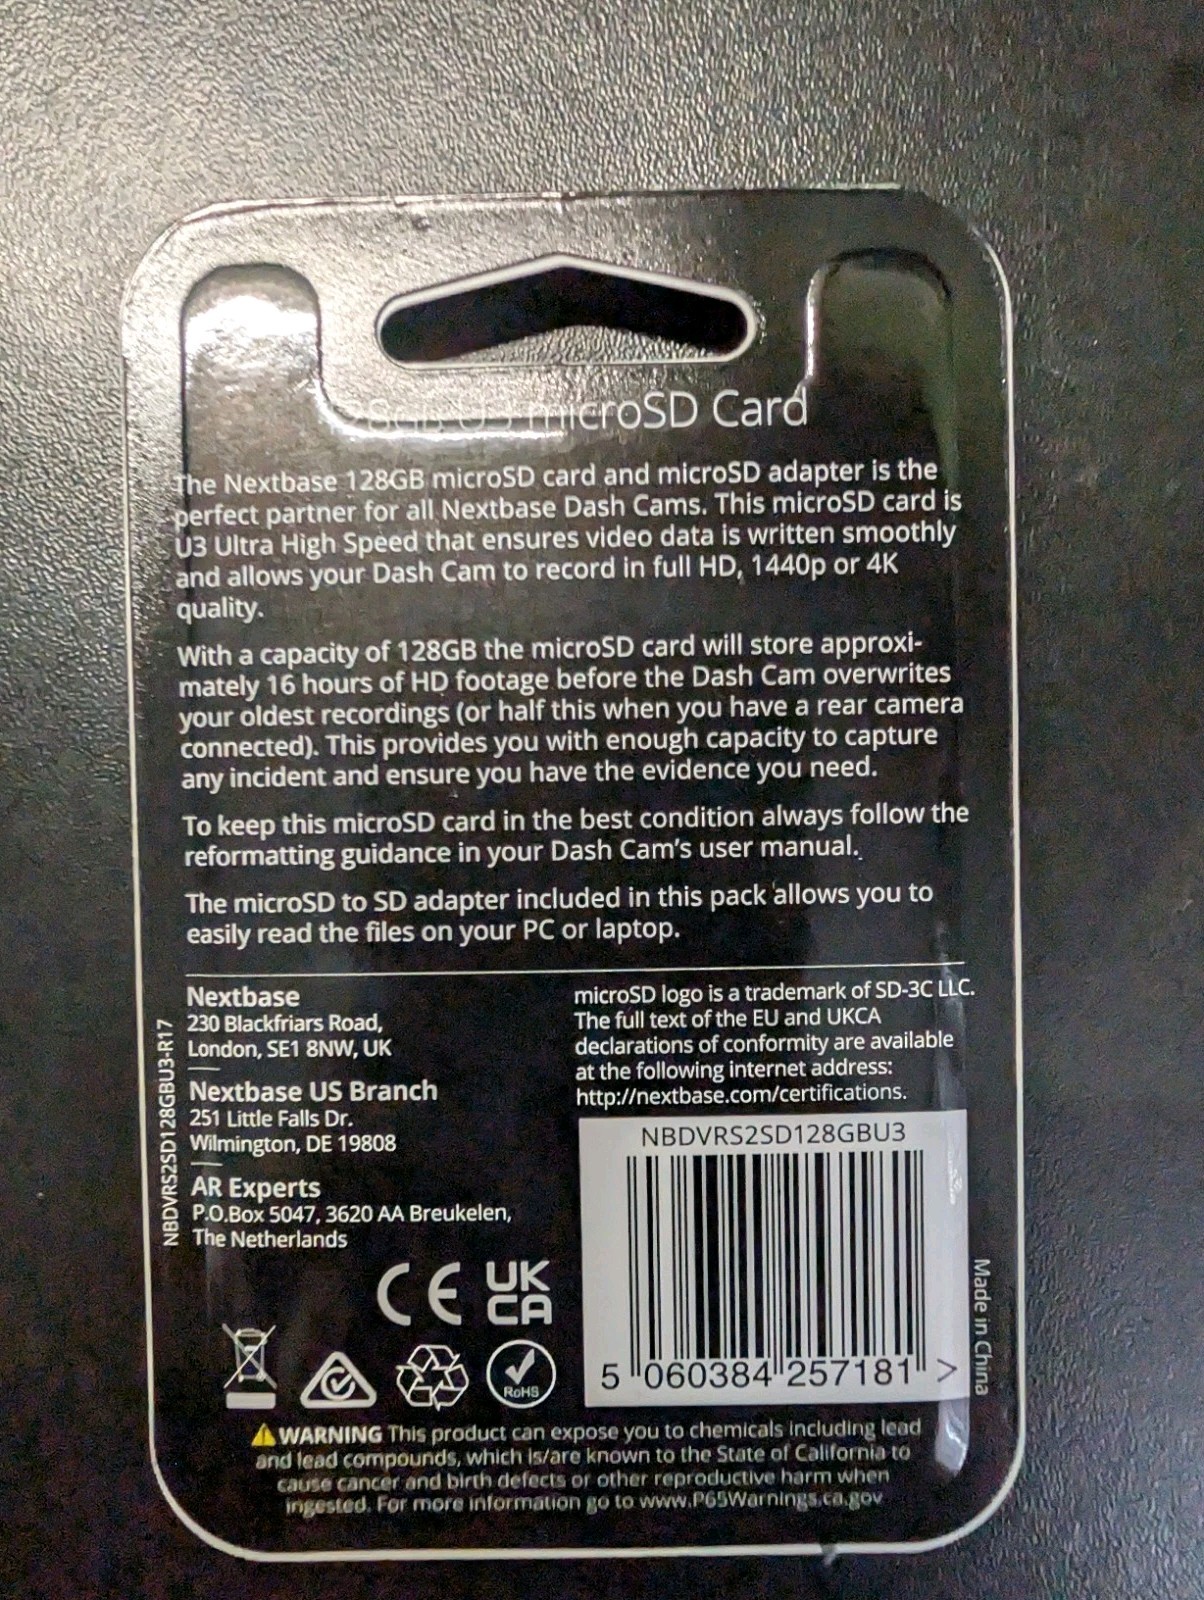 128GB U3 microSD Card
The Nextbase 128GB microSD card and microSD adapter is the
perfect partner for all Nextbase Dash Cams. This microSD card is
U3 Ultra High Speed that ensures video data is written smoothly
and allows your Dash Cam to record in full HD, 1440p or 4K
quality.
With a capacity of 128GB the microSD card will store approxi-
mately 16 hours of HD footage before the Dash Cam overwrites
your oldest recordings (or half this when you have a rear camera
connected). This provides you with enough capacity to capture
any incident and ensure you have the evidence you need.
To keep this microSD card in the best condition always follow the
reformatting guidance in your Dash Cam's user manual.
The microSD to SD adapter included in this pack allows you to
easily read the files on your PC or laptop.
Nextbase
230 Blackfriars Road,
London, SE1 8NW, UK
Nextbase US Branch
251 Little Falls Dr.
Wilmington, DE 19808
AR Experts
P.O.Box 5047, 3620 AA Breukelen,
The Netherlands
NBDVRS2SD128GBU3-R17
microSD logo is a trademark of SD-3C LLC.
The full text of the EU and UKCA
declarations of conformity are available
at the following internet address:
http://nextbase.com/certifications.
NBDVRS2SD128GBU3
5 060384 257181 >
Made in China
CE
UK
CA
RoHS
WARNING This product can expose you to chemicals including lead
and lead compounds, which is/are known to the State of California to
cause cancer and birth defects or other reproductive harm when
ingested. For more information go to www.P65Warnings.ca.gov